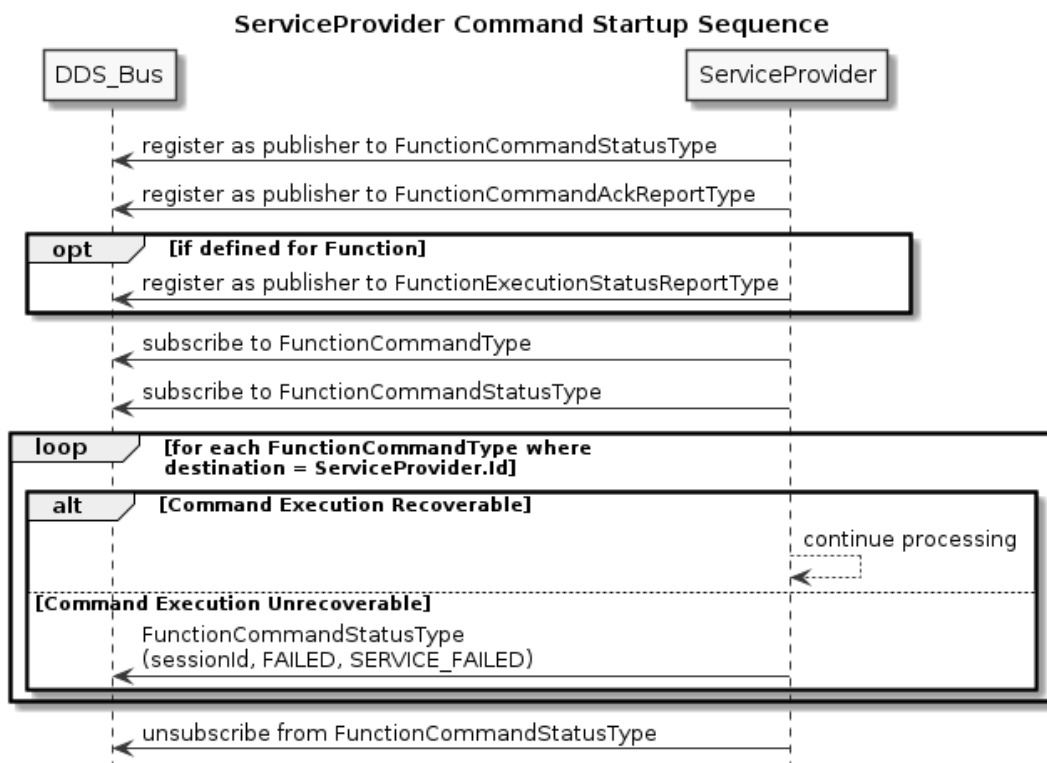 ServiceProvider Command Startup Sequence
DDS_Bus
ServiceProvider
register as publisher to FunctionCommandStatusType
register as publisher to FunctionCommandAckReportType
opt
[if defined for Function]
register as publisher to FunctionExecutionStatusReportType
subscribe to FunctionCommandType
subscribe to FunctionCommandStatusType
loop
[for each FunctionCommandType where
destination = ServiceProvider.Id]
alt
[Command Execution Recoverable]
continue processing
[Command Execution Unrecoverable]
FunctionCommandStatusType
(sessionId, FAILED, SERVICE_FAILED)
unsubscribe from FunctionCommandStatusType